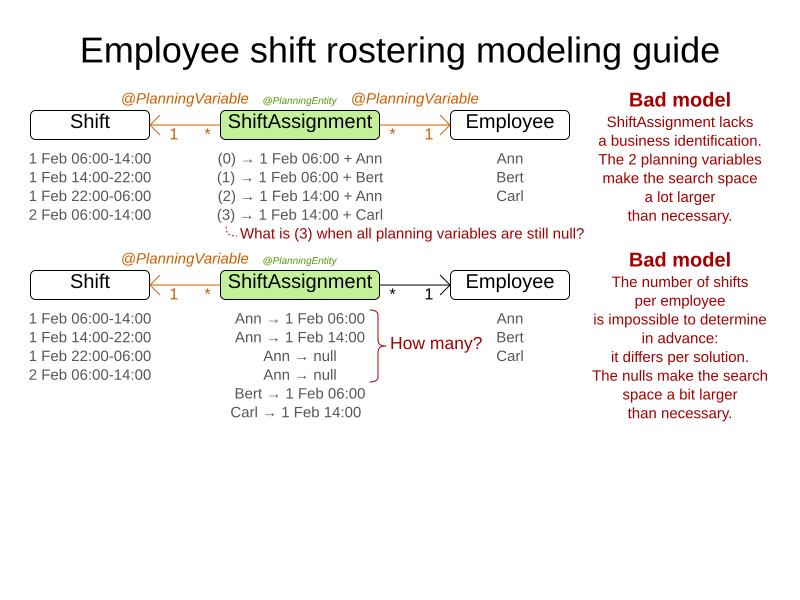 Employee shift rostering modeling guide
@PlanningVariable @PlanningEntity @PlanningVariable
Shift ShiftAssignment Employee
1 * * 1
1 Feb 06:00-14:00 (0) → 1 Feb 06:00 + Ann Ann
1 Feb 14:00-22:00 (1) → 1 Feb 06:00 + Bert Bert
1 Feb 22:00-06:00 (2) → 1 Feb 14:00 + Ann Carl
2 Feb 06:00-14:00 (3) → 1 Feb 14:00 + Carl
What is (3) when all planning variables are still null?
Bad model
ShiftAssignment lacks
a business identification.
The 2 planning variables
make the search space
a lot larger
than necessary.
@PlanningVariable @PlanningEntity
Shift ShiftAssignment Employee
1 * * 1
1 Feb 06:00-14:00 Ann → 1 Feb 06:00 Ann
1 Feb 14:00-22:00 Ann → 1 Feb 14:00 How many? Bert
1 Feb 22:00-06:00 Ann → null Carl
2 Feb 06:00-14:00 Ann → null
Bert → 1 Feb 06:00
Carl → 1 Feb 14:00
Bad model
The number of shifts
per employee
is impossible to determine
in advance:
it differs per solution.
The nulls make the search
space a bit larger
than necessary.